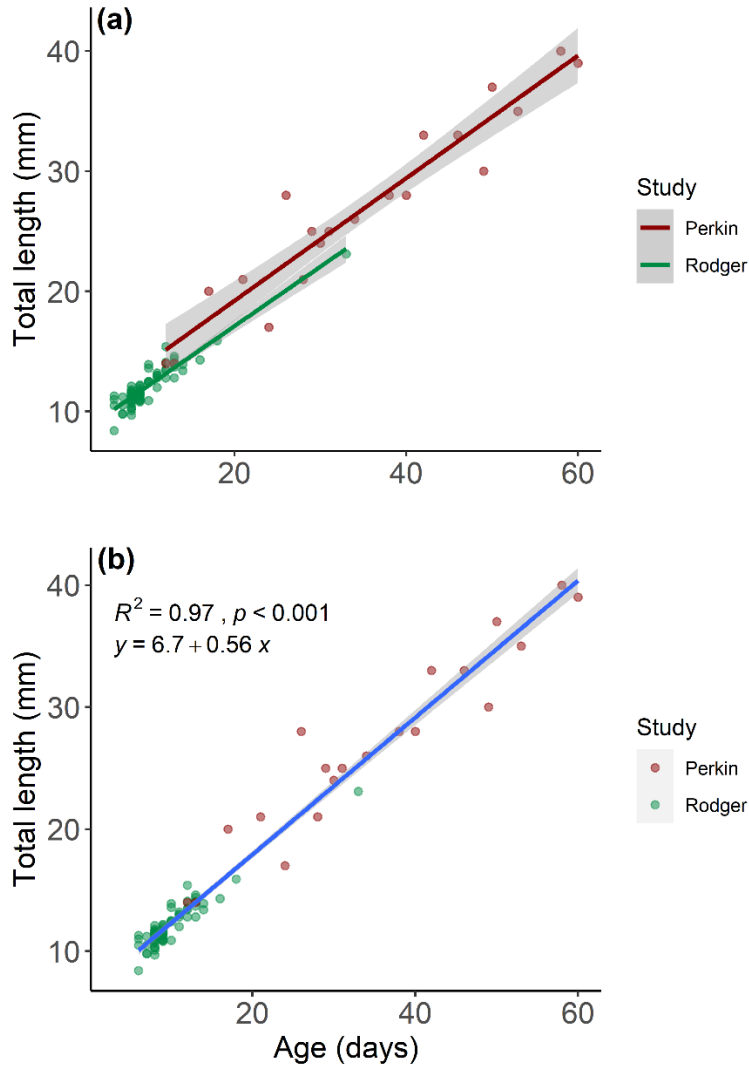 (a)
Total length (mm)
40
30
20
10
20
40
60
Study
Perkin
Rodger
(b)
R² = 0.97 , p < 0.001
y = 6.7 + 0.56 x
Total length (mm)
40
30
20
10
20
40
60
Age (days)
Study
Perkin
Rodger